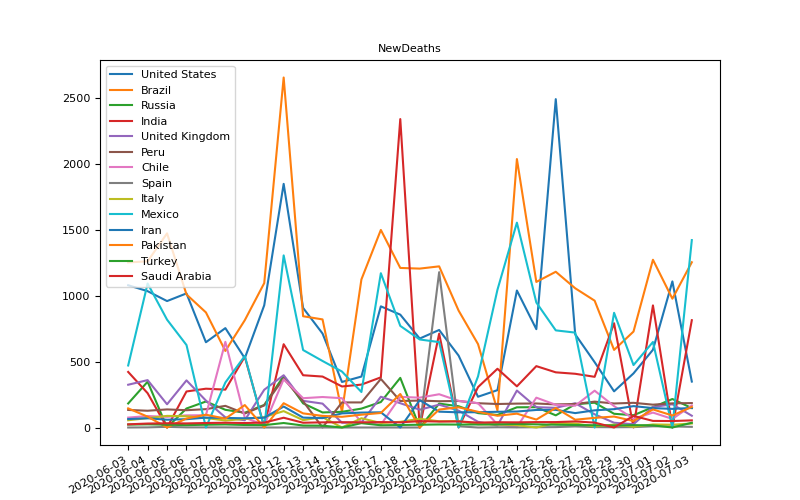 NewDeaths
United States
Brazil
Russia
India
United Kingdom
Peru
Chile
Spain
Italy
Mexico
Iran
Pakistan
Turkey
Saudi Arabia
2500
2000
1500
1000
500
0
2020-06-03
2020-06-04
2020-06-05
2020-06-06
2020-06-07
2020-06-08
2020-06-09
2020-06-10
2020-06-12
2020-06-13
2020-06-14
2020-06-15
2020-06-16
2020-06-17
2020-06-18
2020-06-19
2020-06-20
2020-06-21
2020-06-22
2020-06-23
2020-06-24
2020-06-25
2020-06-26
2020-06-27
2020-06-28
2020-06-29
2020-06-30
2020-07-01
2020-07-02
2020-07-03